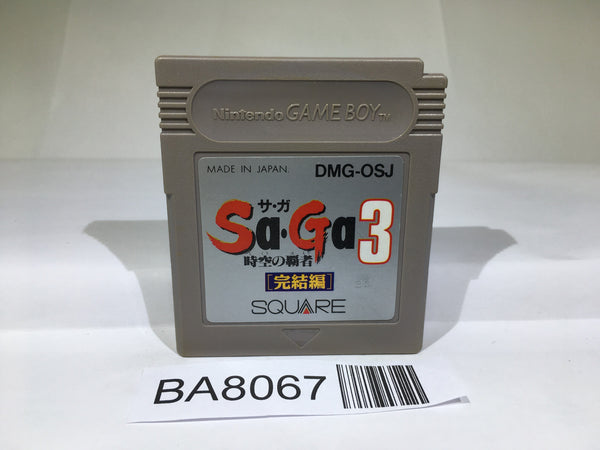 Nintendo GAME BOY TM
MADE IN JAPAN.
DMG-OSJ
サ・ガ
Sa・Ga3
時空の覇者
[完結編]
SQUARE
BA8067